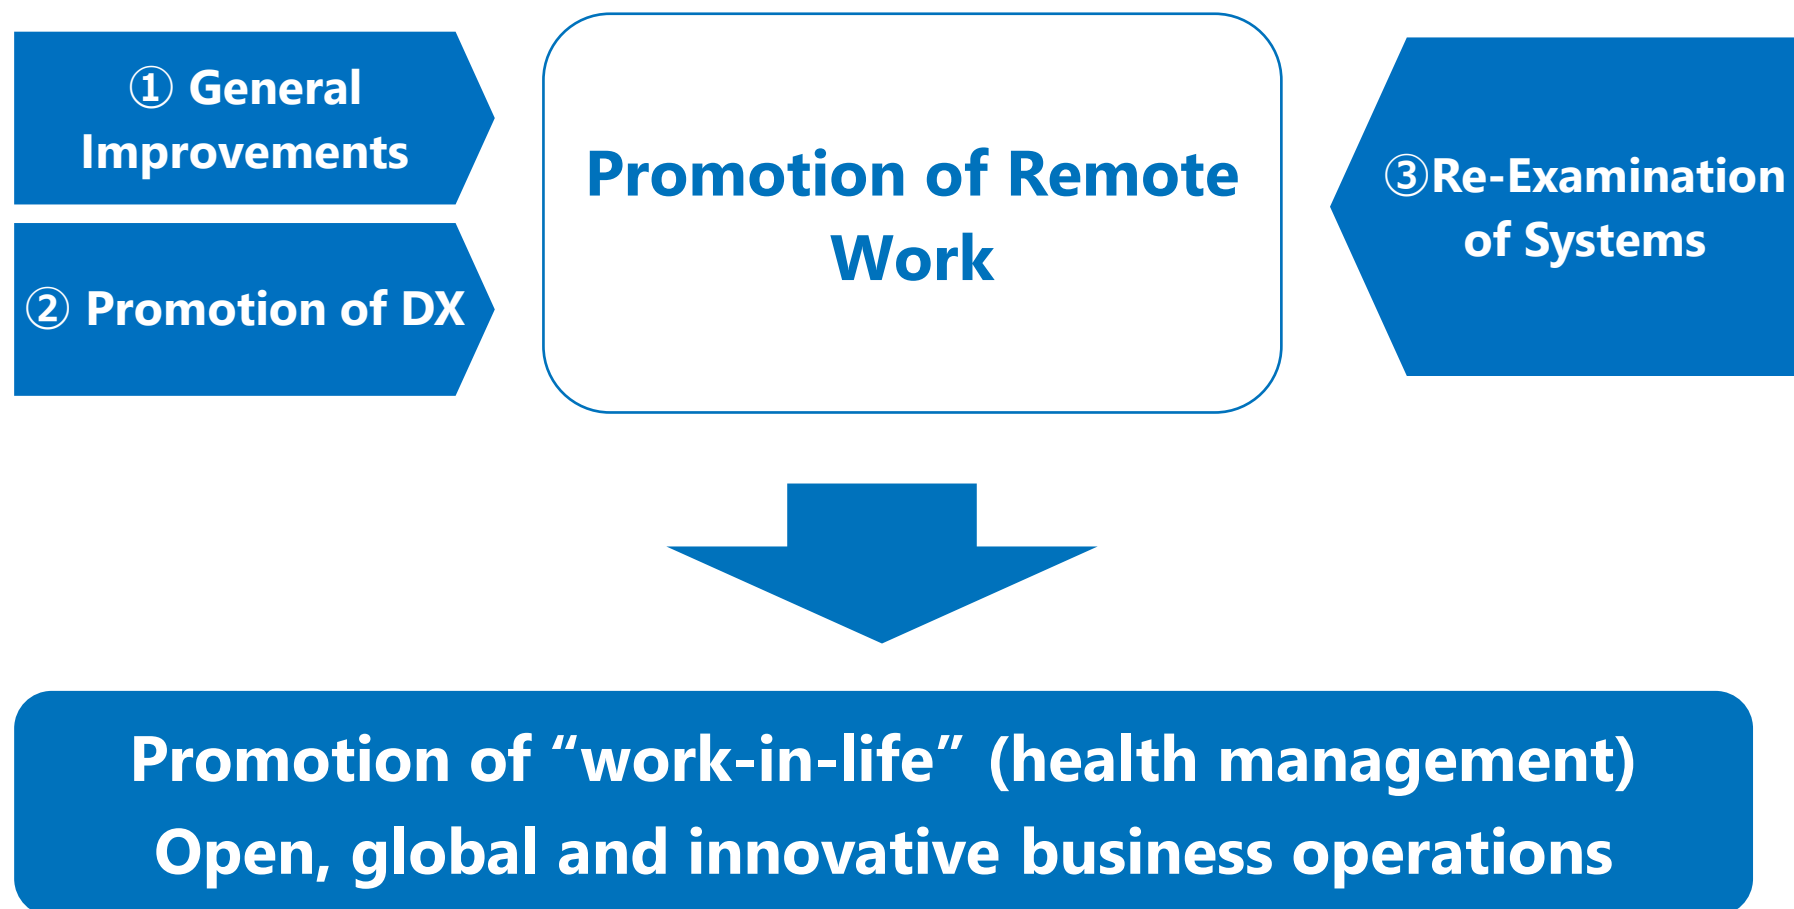 ① General
Improvements
② Promotion of DX
Promotion of Remote
Work
③Re-Examination
of Systems
Promotion of “work-in-life” (health management)
Open, global and innovative business operations